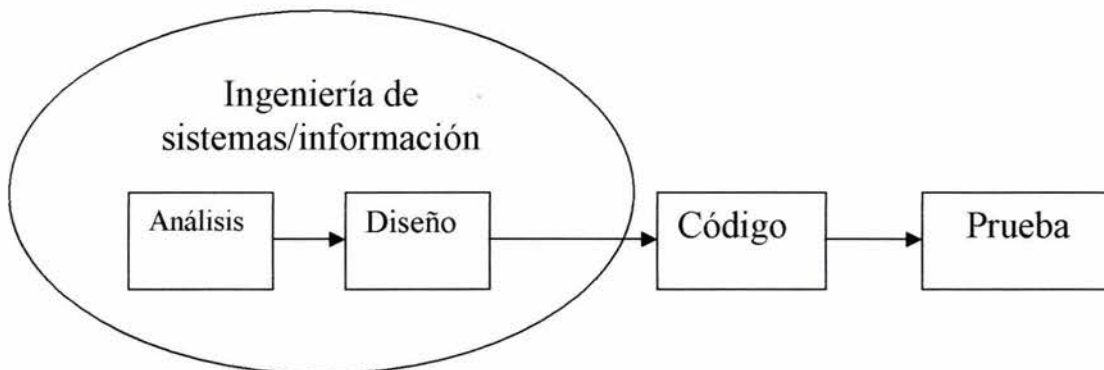 Ingeniería de
sistemas/información
Análisis
Diseño
Código
Prueba